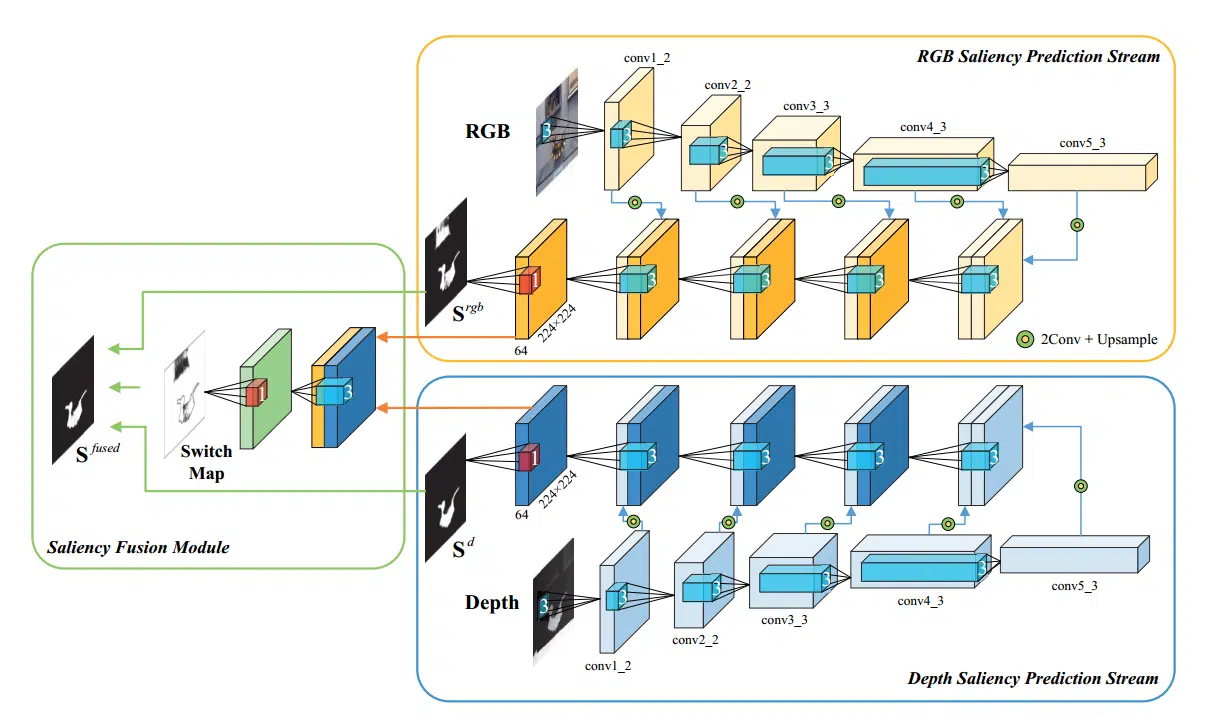 RGB Saliency Prediction Stream
conv1_2
conv2_2
conv3_3
conv4_3
conv5_3
RGB
3
3
3
3
3
S^rgb
1
3
3
3
3
64
224×224
2Conv + Upsample
S^fused
Switch
Map
1
3
Saliency Fusion Module
S^d
1
3
3
3
3
64
224×224
Depth
3
3
3
3
3
conv1_2
conv2_2
conv3_3
conv4_3
conv5_3
Depth Saliency Prediction Stream